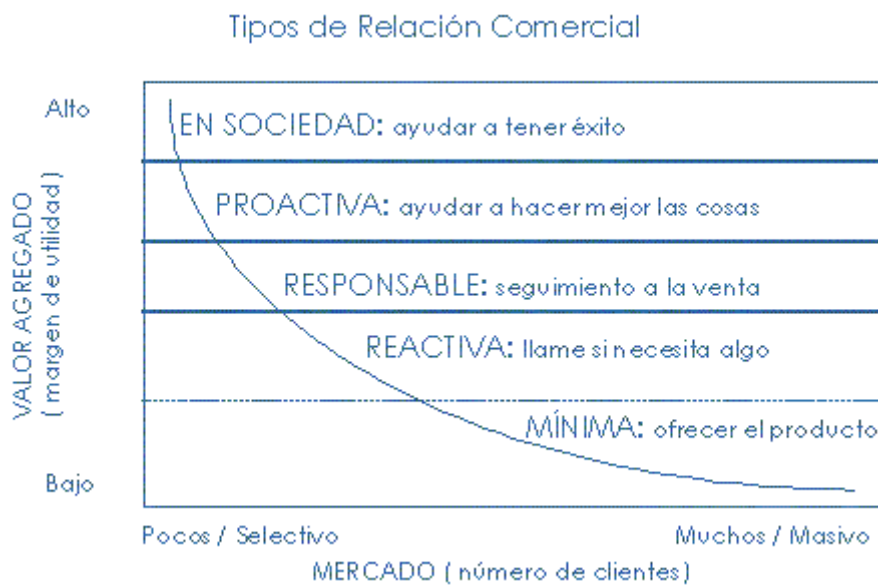 Tipos de Relación Comercial
Alto
EN SOCIEDAD: ayudar a tener éxito
PROACTIVA: ayudar a hacer mejor las cosas
RESPONSABLE: seguimiento a la venta
REACTIVA: llame si necesita algo
MÍNIMA: ofrecer el producto
VALOR AGREGADO
( margen de utilidad)
Bajo
Pocos / Selectivo
Muchos / Masivo
MERCADO ( número de clientes)